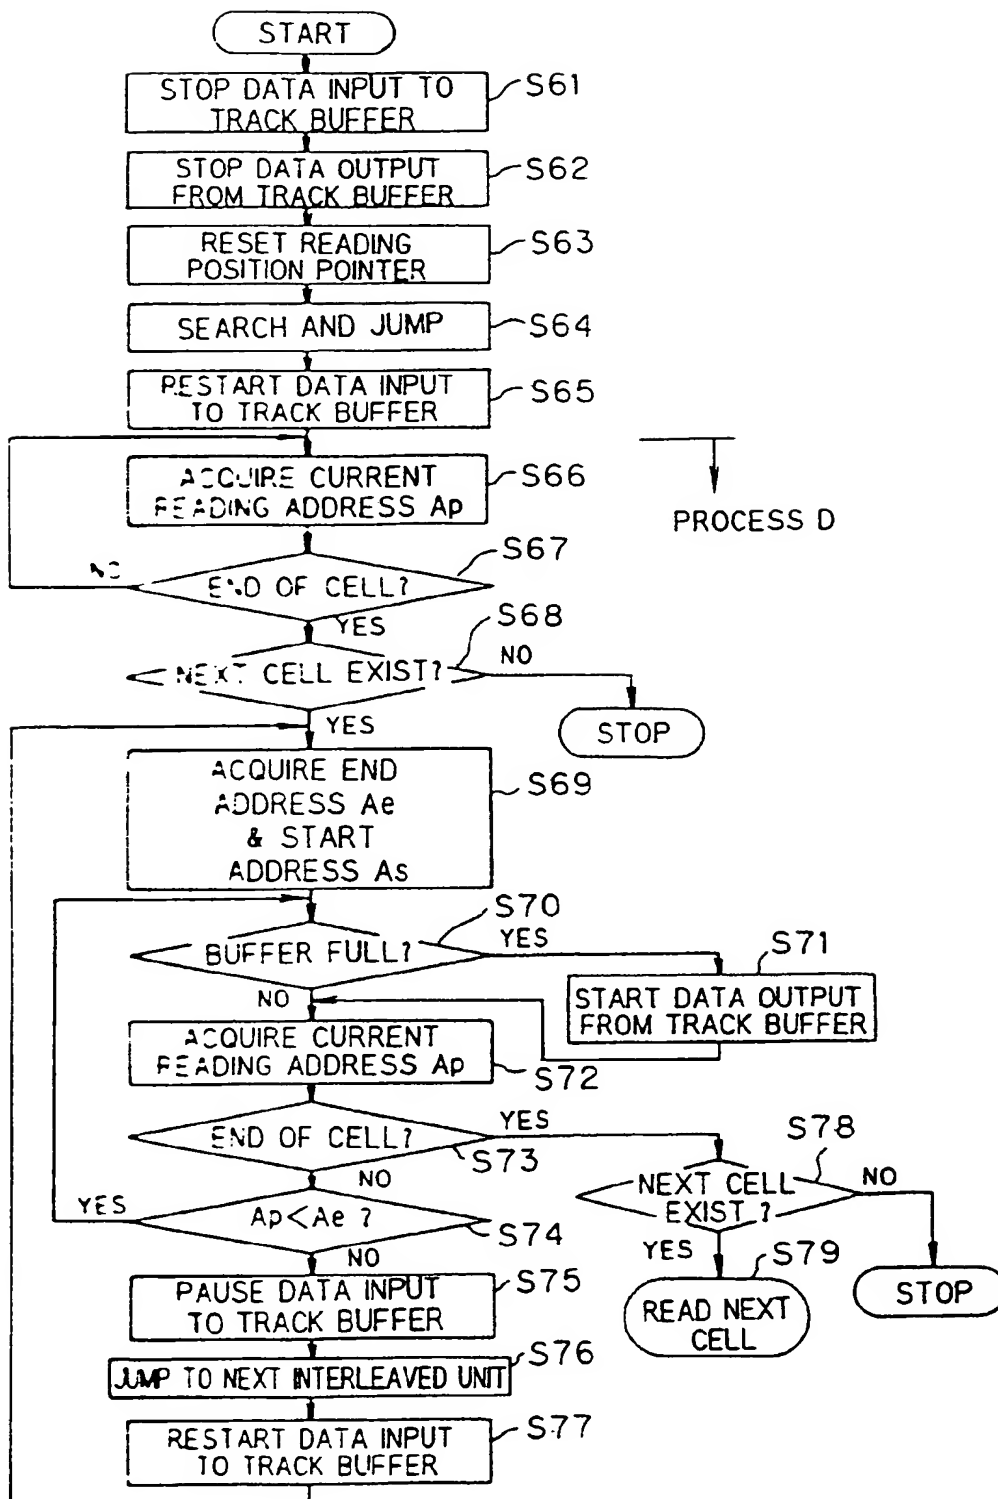 START
STOP DATA INPUT TO
TRACK BUFFER
S61
STOP DATA OUTPUT
FROM TRACK BUFFER
S62
RESET READING
POSITION POINTER
S63
SEARCH AND JUMP
S64
RESTART DATA INPUT
TO TRACK BUFFER
S65
ACQUIRE CURRENT
READING ADDRESS Ap
S66
PROCESS D
END OF CELL?
S67
NO
YES
NEXT CELL EXIST?
S68
NO
STOP
YES
ACQUIRE END
ADDRESS Ae
& START
ADDRESS As
S69
BUFFER FULL?
S70
YES
S71
START DATA OUTPUT
FROM TRACK BUFFER
NO
ACQUIRE CURRENT
READING ADDRESS Ap
S72
END OF CELL?
S73
YES
NO
S78
NEXT CELL
EXIST?
NO
STOP
YES
S79
READ NEXT
CELL
YES
Ap<Ae ?
S74
NO
PAUSE DATA INPUT
TO TRACK BUFFER
S75
JUMP TO NEXT INTERLEAVED UNIT
S76
RESTART DATA INPUT
TO TRACK BUFFER
S77